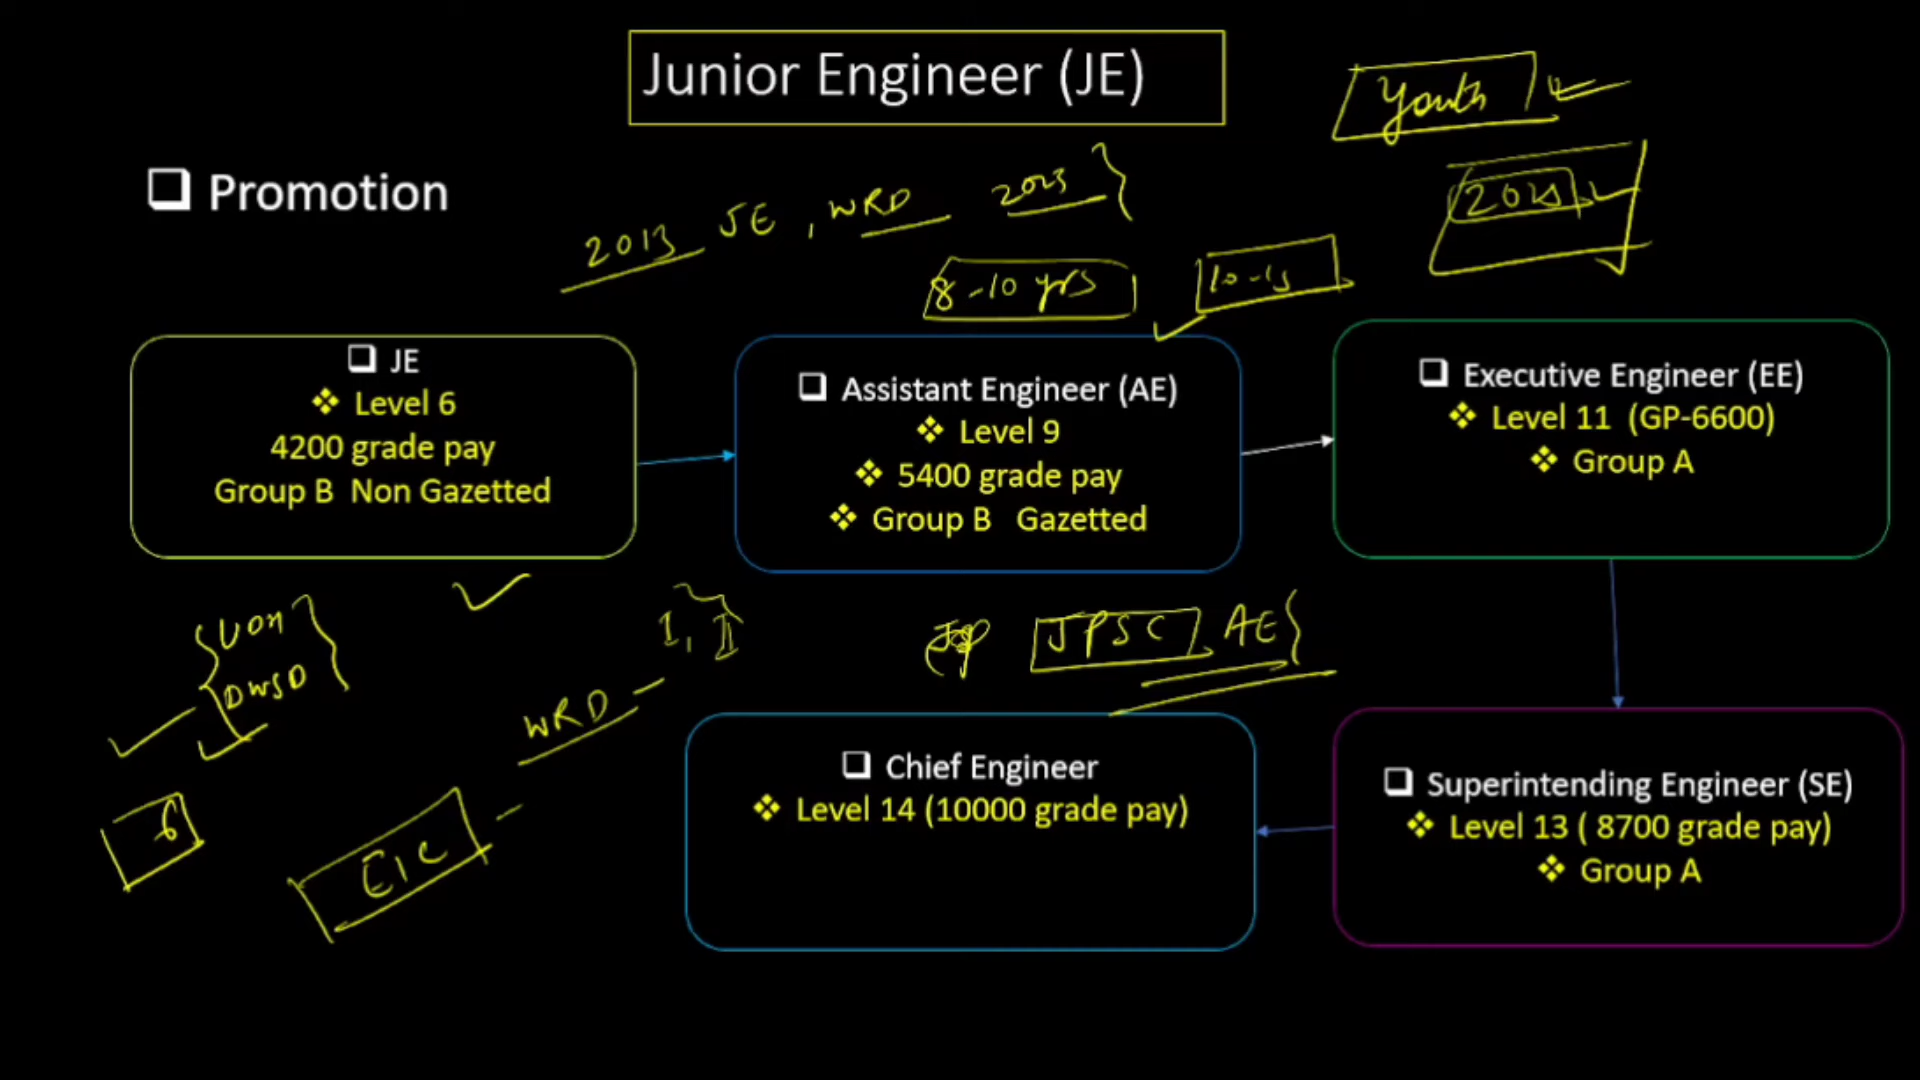 Junior Engineer (JE)
Youth
❑ Promotion
2013 JE, WRD 2023
2023
8-10 yrs
10-15
❑ JE
❖ Level 6
4200 grade pay
Group B Non Gazetted
❑ Assistant Engineer (AE)
❖ Level 9
❖ 5400 grade pay
❖ Group B Gazetted
❑ Executive Engineer (EE)
❖ Level 11 (GP-6600)
❖ Group A
DWSD
WRD - I, II
JPSC AE
6
EIC
❑ Chief Engineer
❖ Level 14 (10000 grade pay)
❑ Superintending Engineer (SE)
❖ Level 13 ( 8700 grade pay)
❖ Group A